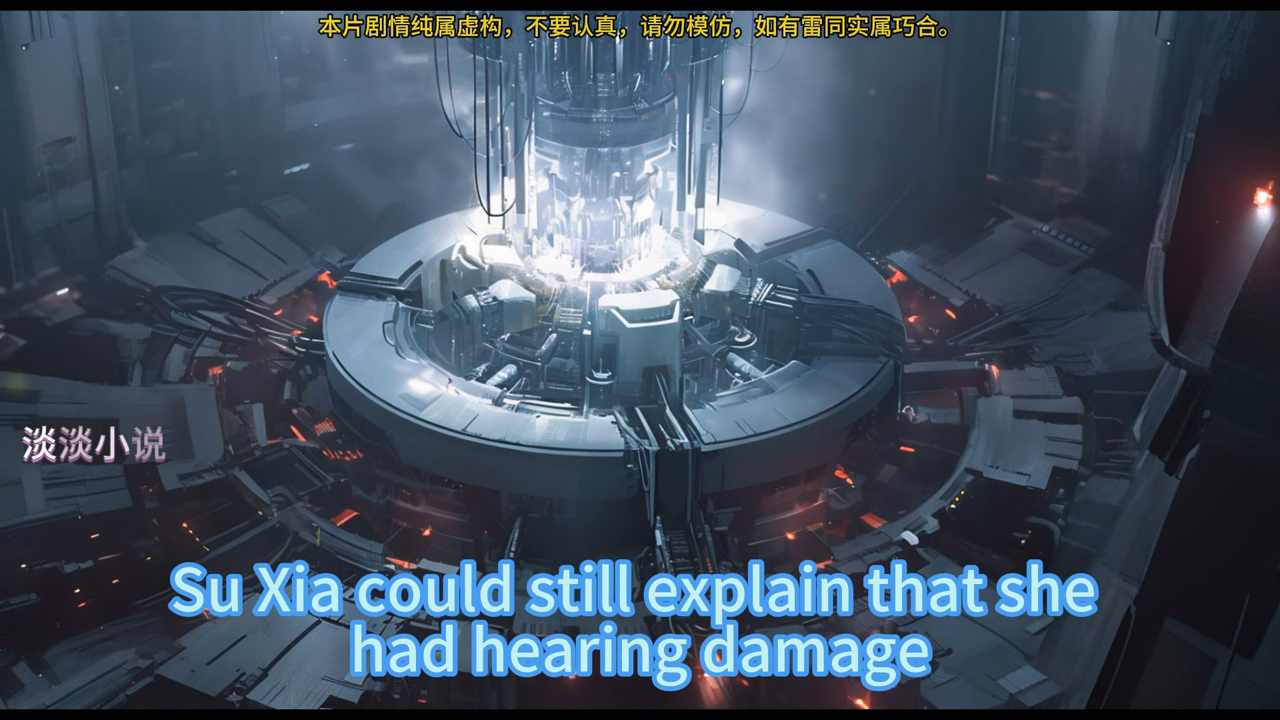 本片剧情纯属虚构，不要认真，请勿模仿，如有雷同实属巧合。
淡淡小说
Su Xia could still explain that she
had hearing damage